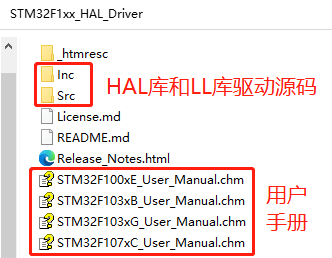 STM32F1xx_HAL_Driver
_htmresc
Inc
Src
HAL库和LL库驱动源码
License.md
README.md
Release_Notes.html
STM32F100xE_User_Manual.chm
STM32F103xB_User_Manual.chm
STM32F103xG_User_Manual.chm
STM32F107xC_User_Manual.chm
用户
手册